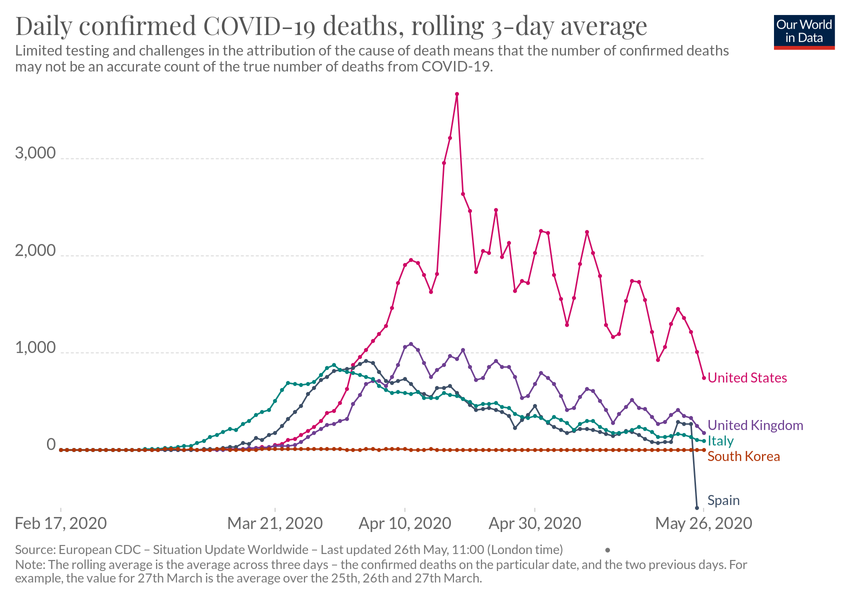 Daily confirmed COVID-19 deaths, rolling 3-day average
Our World
in Data
Limited testing and challenges in the attribution of the cause of death means that the number of confirmed deaths
may not be an accurate count of the true number of deaths from COVID-19.
3,000
2,000
1,000
United States
United Kingdom
Italy
0
South Korea
Spain
Feb 17, 2020
Mar 21, 2020
Apr 10, 2020
Apr 30, 2020
May 26, 2020
Source: European CDC – Situation Update Worldwide – Last updated 26th May, 11:00 (London time)
Note: The rolling average is the average across three days – the confirmed deaths on the particular date, and the two previous days. For
example, the value for 27th March is the average over the 25th, 26th and 27th March.